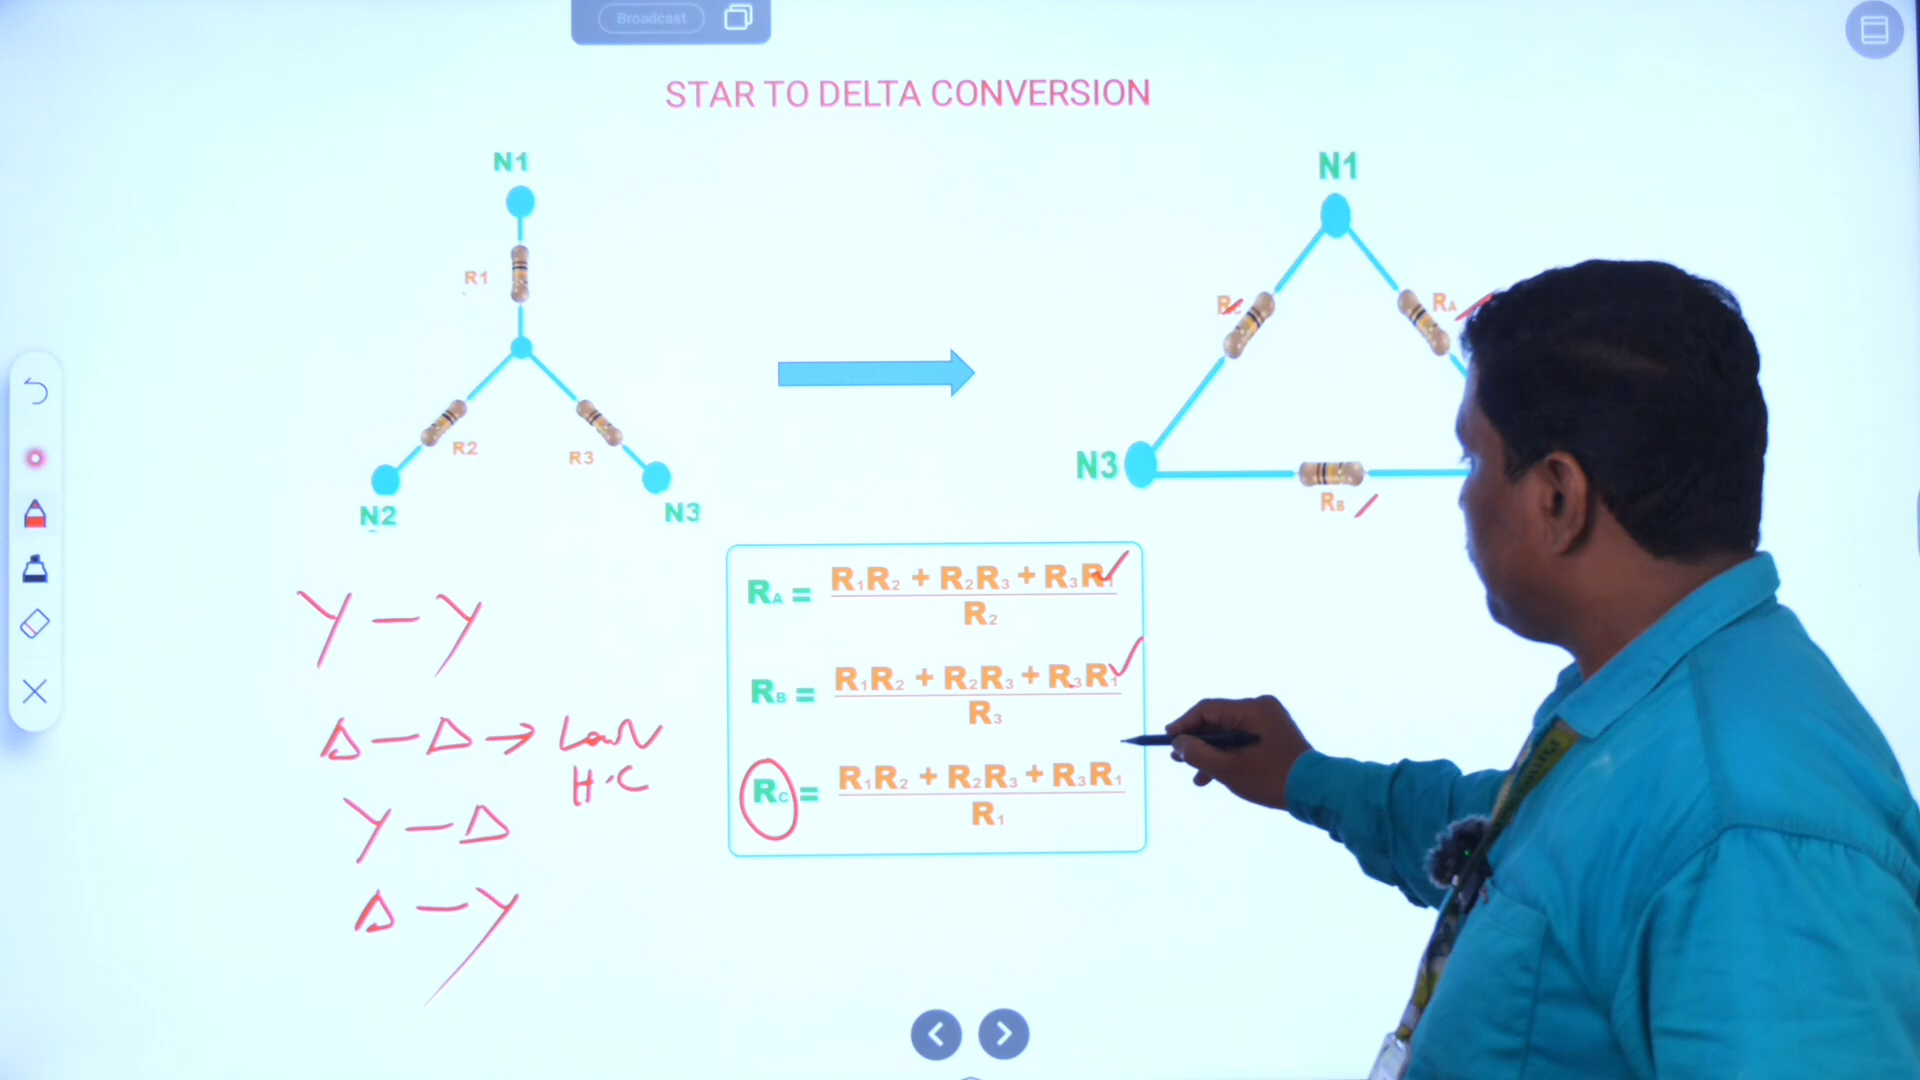 Broadcast
STAR TO DELTA CONVERSION
N1
R1
R2
R3
N2
N3
N1
RA
N3
RB
RA = R1R2 + R2R3 + R3R1 / R2
RB = R1R2 + R2R3 + R3R1 / R3
RC = R1R2 + R2R3 + R3R1 / R1
Y – Y
Δ – Δ →
H.C
Y – Δ
Δ – Y